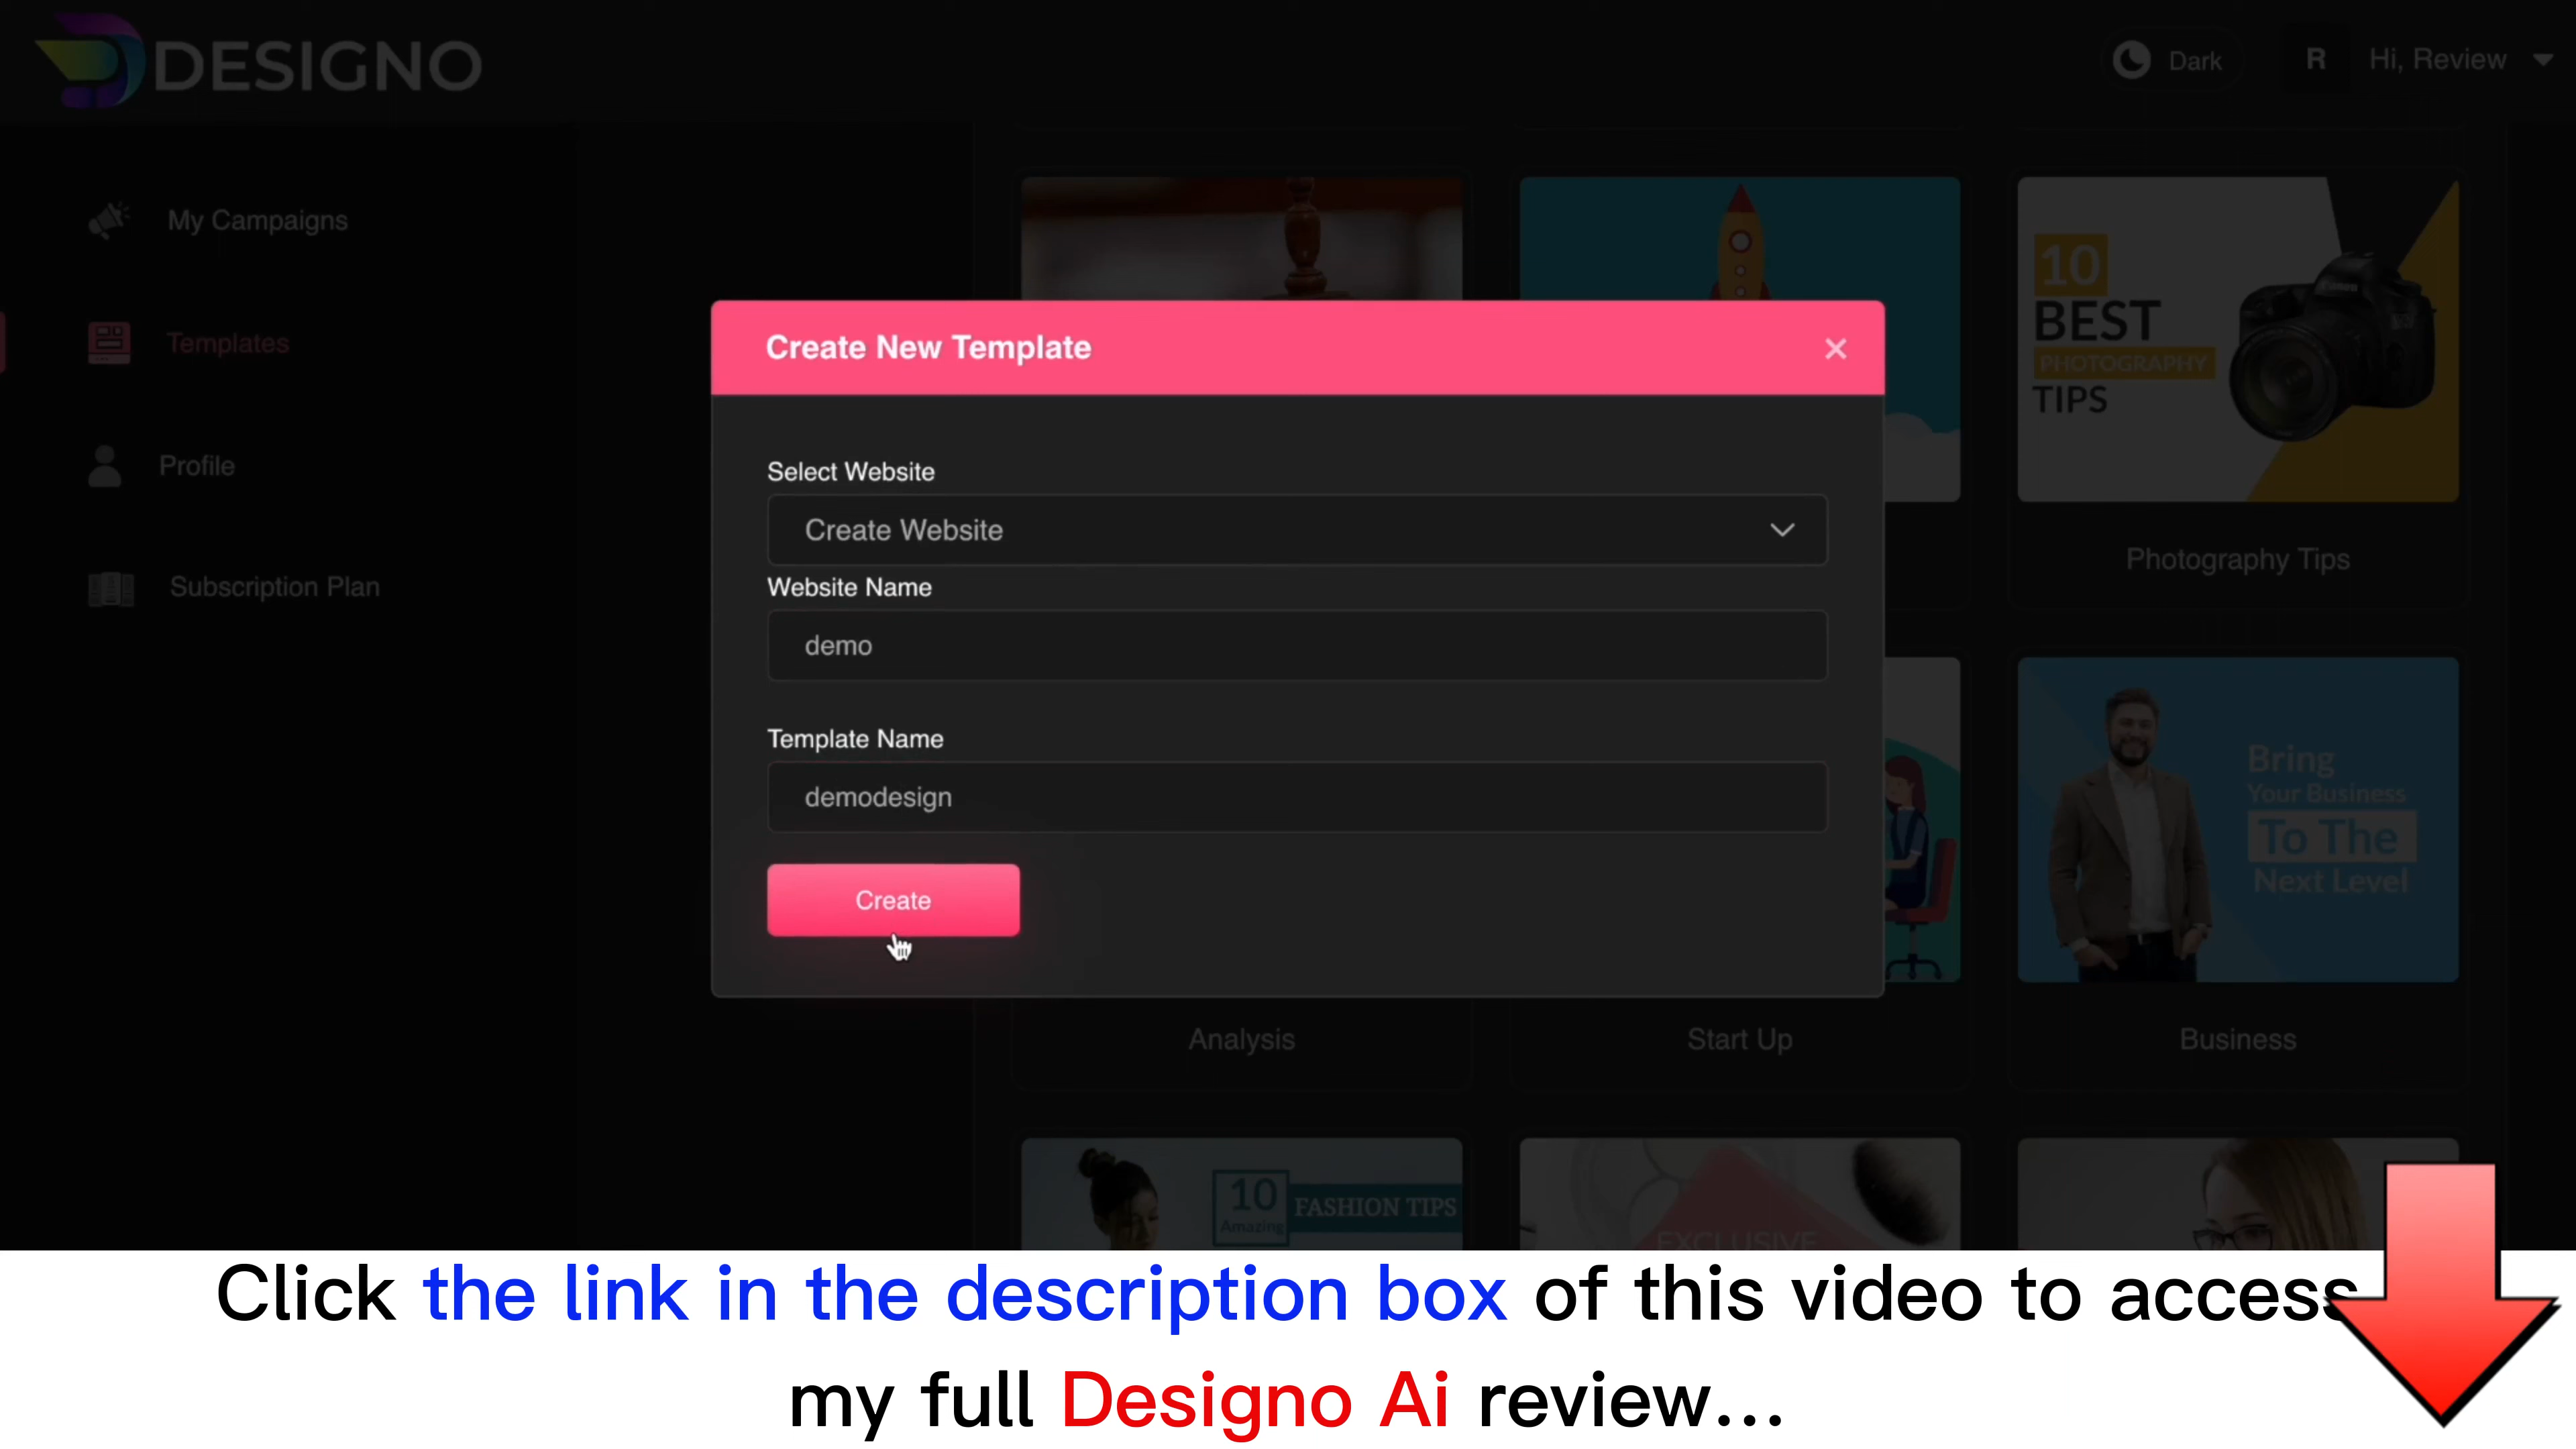 DESIGNO
Dark
R
Hi, Review
My Campaigns
Templates
Profile
Subscription Plan
10
BEST
PHOTOGRAPHY
TIPS
Photography Tips
Create New Template
Select Website
Create Website
Website Name
demo
Template Name
demodesign
Create
Bring
Your Business
To The
Next Level
Analysis
Start Up
Business
10
Amazing
FASHION TIPS
EXCLUSIVE
Click the link in the description box of this video to access
my full Designo Ai review...